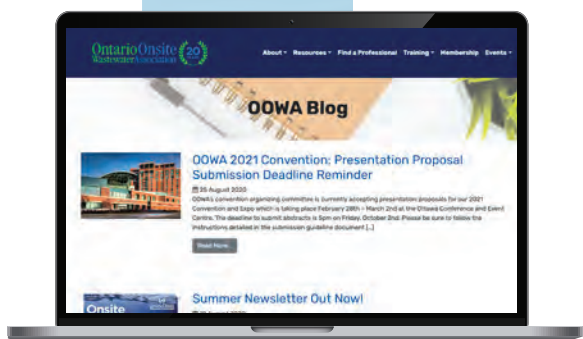 OntarioOnsite
WastewaterAssociation
20
About Resources Find a Professional Training Membership Events
OOWA Blog
OOWA 2021 Convention: Presentation Proposal
Submission Deadline Reminder
25 August 2020
OOWA's convention organizing committee is currently accepting presentation proposals for our 2021
Convention and Expo which is taking place February 28th - March 2nd at the Ottawa Conference and Event
Centre. The deadline to submit abstracts is 5pm on Friday, October 2nd. Please be sure to follow the
instructions detailed in the submission guideline document [...]
Read More
Summer Newsletter Out Now!
Onsite